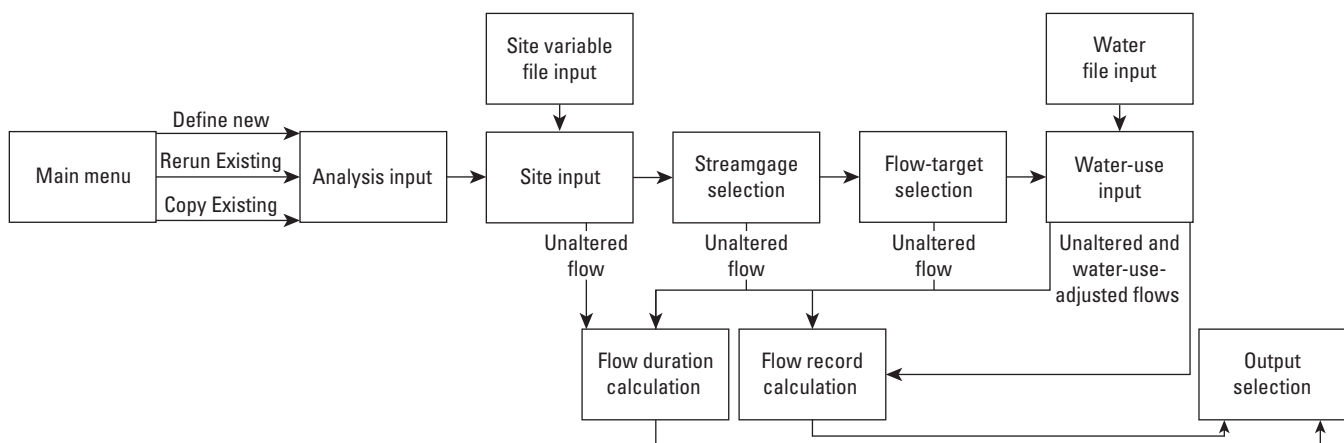 Site variable
file input
Water
file input
Main menu
Define new
Rerun Existing
Copy Existing
Analysis input
Site input
Streamgage
selection
Flow-target
selection
Water-use
input
Unaltered
flow
Unaltered
flow
Unaltered
flow
Unaltered and
water-use-
adjusted flows
Flow duration
calculation
Flow record
calculation
Output
selection